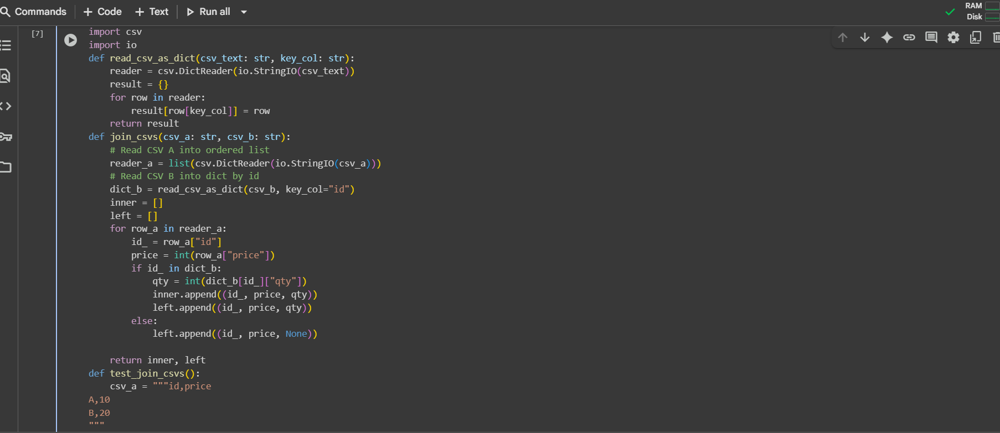 Commands + Code + Text Run all
RAM
Disk
[7]
import csv
import io
def read_csv_as_dict(csv_text: str, key_col: str):
    reader = csv.DictReader(io.StringIO(csv_text))
    result = {}
    for row in reader:
        result[row[key_col]] = row
    return result
def join_csvs(csv_a: str, csv_b: str):
    # Read CSV A into ordered list
    reader_a = list(csv.DictReader(io.StringIO(csv_a)))
    # Read CSV B into dict by id
    dict_b = read_csv_as_dict(csv_b, key_col="id")
    inner = []
    left = []
    for row_a in reader_a:
        id_ = row_a["id"]
        price = int(row_a["price"])
        if id_ in dict_b:
            qty = int(dict_b[id_]["qty"])
            inner.append((id_, price, qty))
            left.append((id_, price, qty))
        else:
            left.append((id_, price, None))
    return inner, left
def test_join_csvs():
    csv_a = """id,price
A,10
B,20
"""